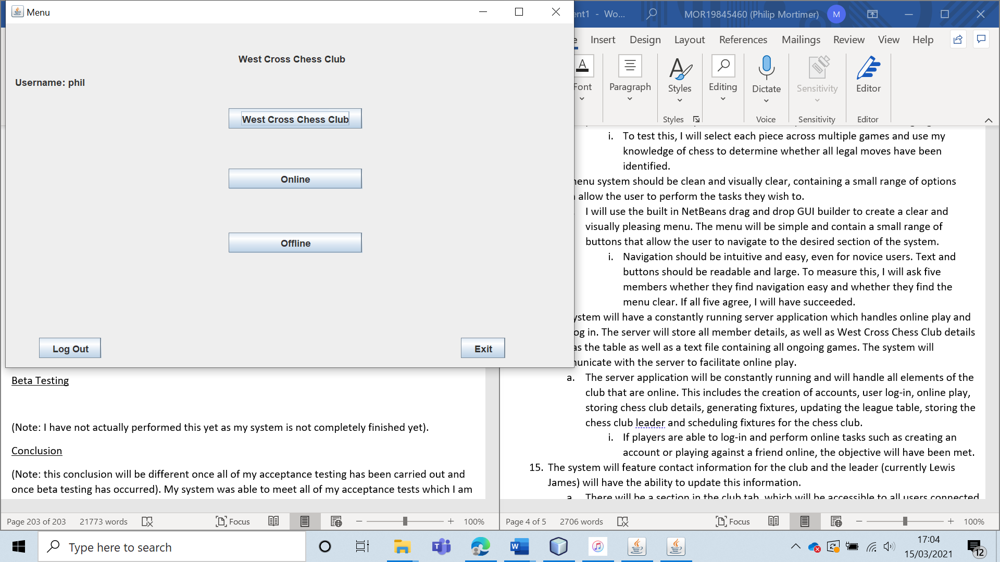 Menu
West Cross Chess Club
Username: phil
West Cross Chess Club
Online
Offline
Log Out
Exit
Beta Testing
(Note: I have not actually performed this yet as my system is not completely finished yet).
Conclusion
(Note: this conclusion will be different once all of my acceptance testing has been carried out and
once beta testing has occurred). My system was able to meet all of my acceptance tests which I am
Page 203 of 203
21773 words
Focus
100%
Wo...
MOR19845460 (Philip Mortimer)
M
Insert
Design
Layout
References
Mailings
Review
View
Help
Font
Paragraph
Styles
Editing
Dictate
Sensitivity
Editor
Styles
Voice
Sensitivity
Editor
i. To test this, I will select each piece across multiple games and use my
knowledge of chess to determine whether all legal moves have been
identified.
menu system should be clean and visually clear, containing a small range of options
allow the user to perform the tasks they wish to.
I will use the built in NetBeans drag and drop GUI builder to create a clear and
visually pleasing menu. The menu will be simple and contain a small range of
buttons that allow the user to navigate to the desired section of the system.
i. Navigation should be intuitive and easy, even for novice users. Text and
buttons should be readable and large. To measure this, I will ask five
members whether they find navigation easy and whether they find the
menu clear. If all five agree, I will have succeeded.
ystem will have a constantly running server application which handles online play and
og in. The server will store all member details, as well as West Cross Chess Club details
as the table as well as a text file containing all ongoing games. The system will
municate with the server to facilitate online play.
a. The server application will be constantly running and will handle all elements of the
club that are online. This includes the creation of accounts, user log-in, online play,
storing chess club details, generating fixtures, updating the league table, storing the
chess club leader and scheduling fixtures for the chess club.
i. If players are able to log-in and perform online tasks such as creating an
account or playing against a friend online, the objective will have been met.
15. The system will feature contact information for the club and the leader (currently Lewis
James) will have the ability to update this information.
a. There will be a section in the club tab, which will be accessible to all users connected
Page 4 of 5
2706 words
Focus
100%
Type here to search
17:04
15/03/2021
12